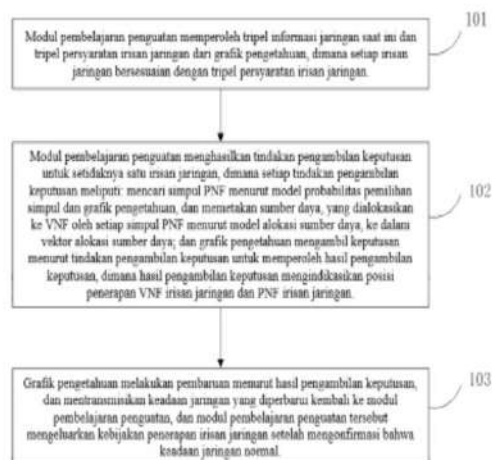 101
Modul pembelajaran penguatan memperoleh tripel informasi jaringan saat ini dan
tripel persyaratan irisan jaringan dari grafik pengetahuan, dimana setiap irisan
jaringan bersesuaian dengan tripel persyaratan irisan jaringan.
102
Modul pembelajaran penguatan menghasilkan tindakan pengambilan keputusan
untuk setidaknya satu irisan jaringan, dimana setiap tindakan pengambilan
keputusan meliputi: mencari simpul PNF menurut model probabilitas pemilihan
simpul dan grafik pengetahuan, dan memetakan sumber daya, yang dialokasikan
ke VNF oleh setiap simpul PNF menurut model alokasi sumber daya, ke dalam
vektor alokasi sumber daya; dan grafik pengetahuan mengambil keputusan
menurut tindakan pengambilan keputusan untuk memperoleh hasil pengambilan
keputusan, dimana hasil pengambilan keputusan mengindikasikan posisi
penerapan VNF irisan jaringan dan PNF irisan jaringan.
103
Grafik pengetahuan melakukan pembaruan menurut hasil pengambilan keputusan,
dan mentransmisikan keadaan jaringan yang diperbarui kembali ke modul
pembelajaran penguatan, dan modul pembelajaran penguatan tersebut
mengeluarkan kebijakan penerapan irisan jaringan setelah mengonfirmasi bahwa
keadaan jaringan normal.